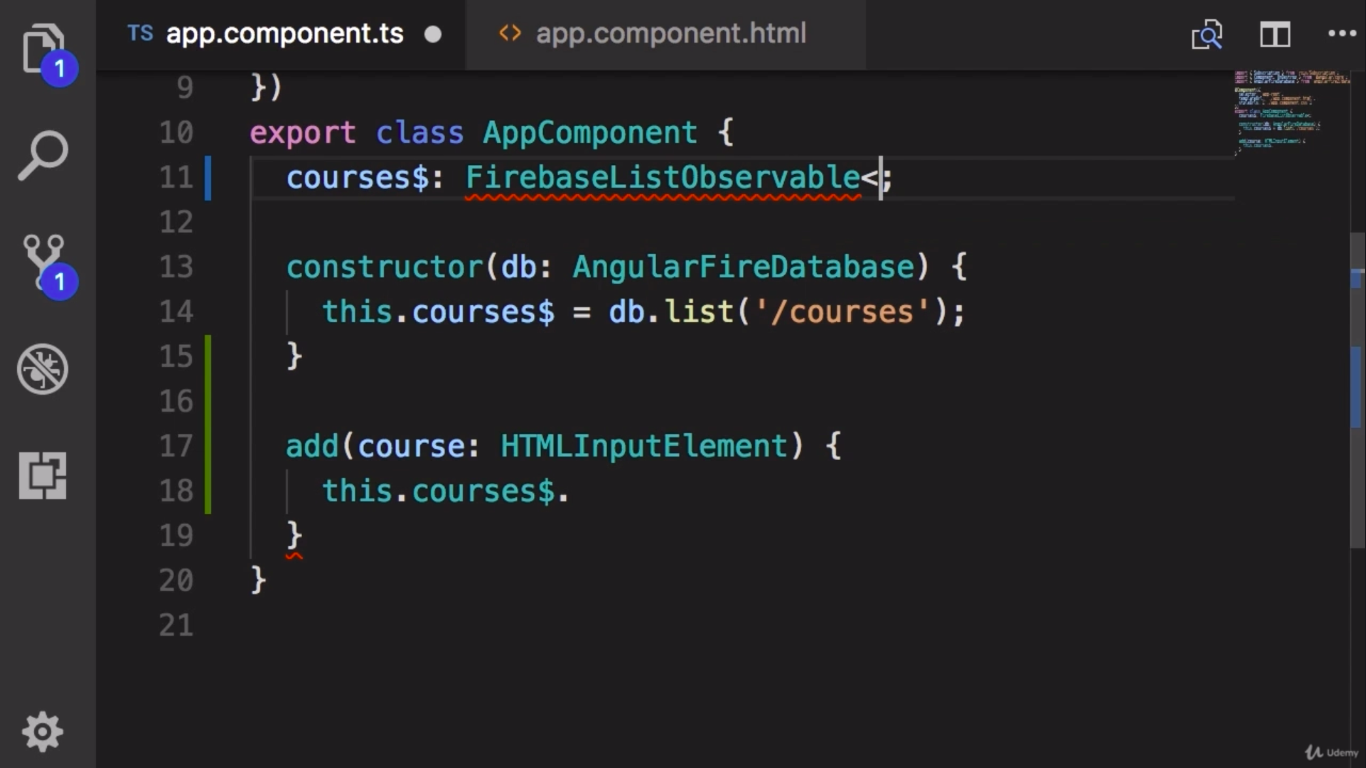 TS app.component.ts ● <> app.component.html
1
9 })
10 export class AppComponent {
11 courses$: FirebaseListObservable<;
12
13 constructor(db: AngularFireDatabase) {
14 this.courses$ = db.list('/courses');
15 }
16
17 add(course: HTMLInputElement) {
18 this.courses$.
19 }
20 }
21
1
Udemy